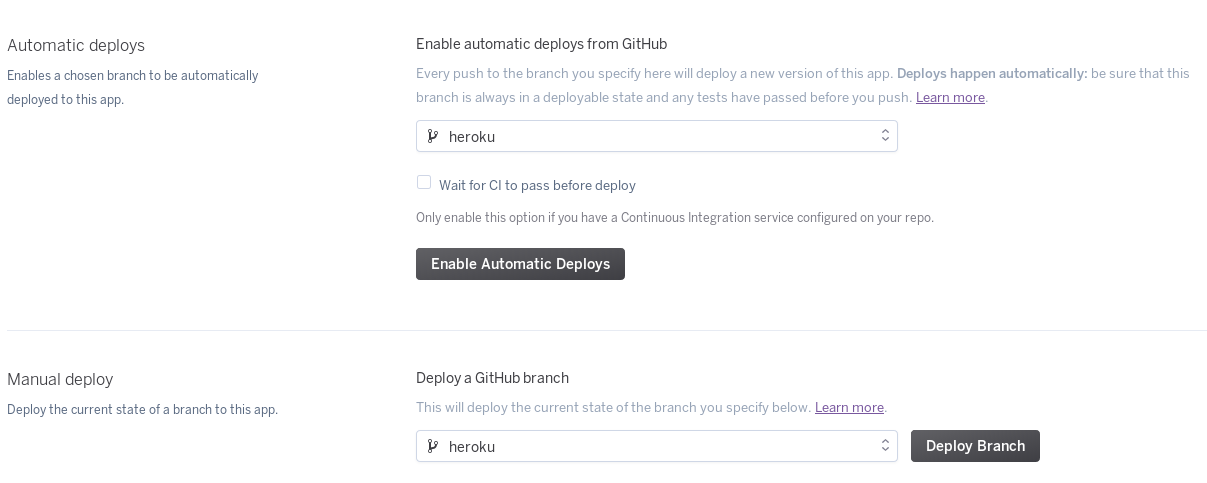 Automatic deploys
Enables a chosen branch to be automatically
deployed to this app.
Enable automatic deploys from GitHub
Every push to the branch you specify here will deploy a new version of this app. Deploys happen automatically: be sure that this
branch is always in a deployable state and any tests have passed before you push. Learn more.
heroku
Wait for CI to pass before deploy
Only enable this option if you have a Continuous Integration service configured on your repo.
Enable Automatic Deploys
Manual deploy
Deploy the current state of a branch to this app.
Deploy a GitHub branch
This will deploy the current state of the branch you specify below. Learn more.
heroku
Deploy Branch